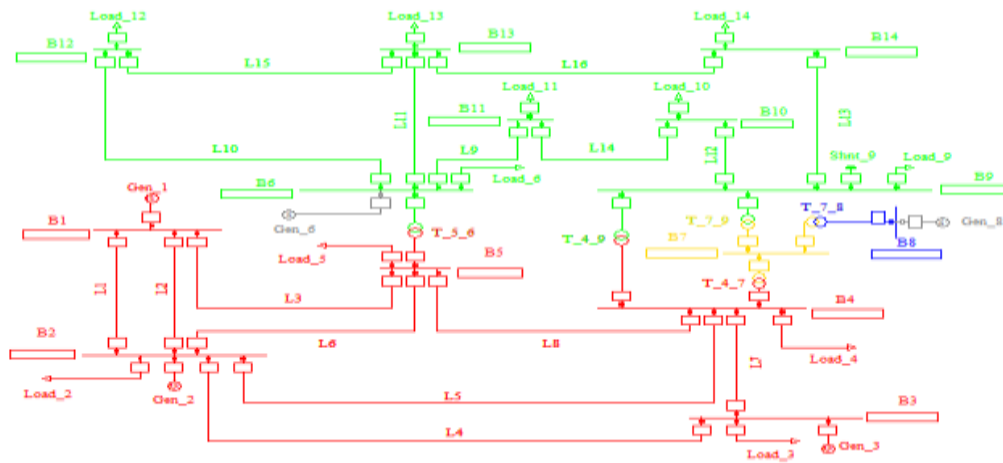 Load_12
Load_13
Load_14
B12
B13
B14
L15
L16
Load_11
Load_10
B11
B10
L11
L13
L10
L9
L14
L12
Load_6
Shnt_9
Load_9
B6
B9
Gen_1
Gen_6
T_5_6
T_4_9
T_7_9
T_7_8
Gen_8
B1
B7
B8
Load_5
B5
T_4_7
L1
L2
L3
B4
B2
L6
L8
L7
Load_4
Load_2
Gen_2
L5
B3
L4
Load_3
Gen_3